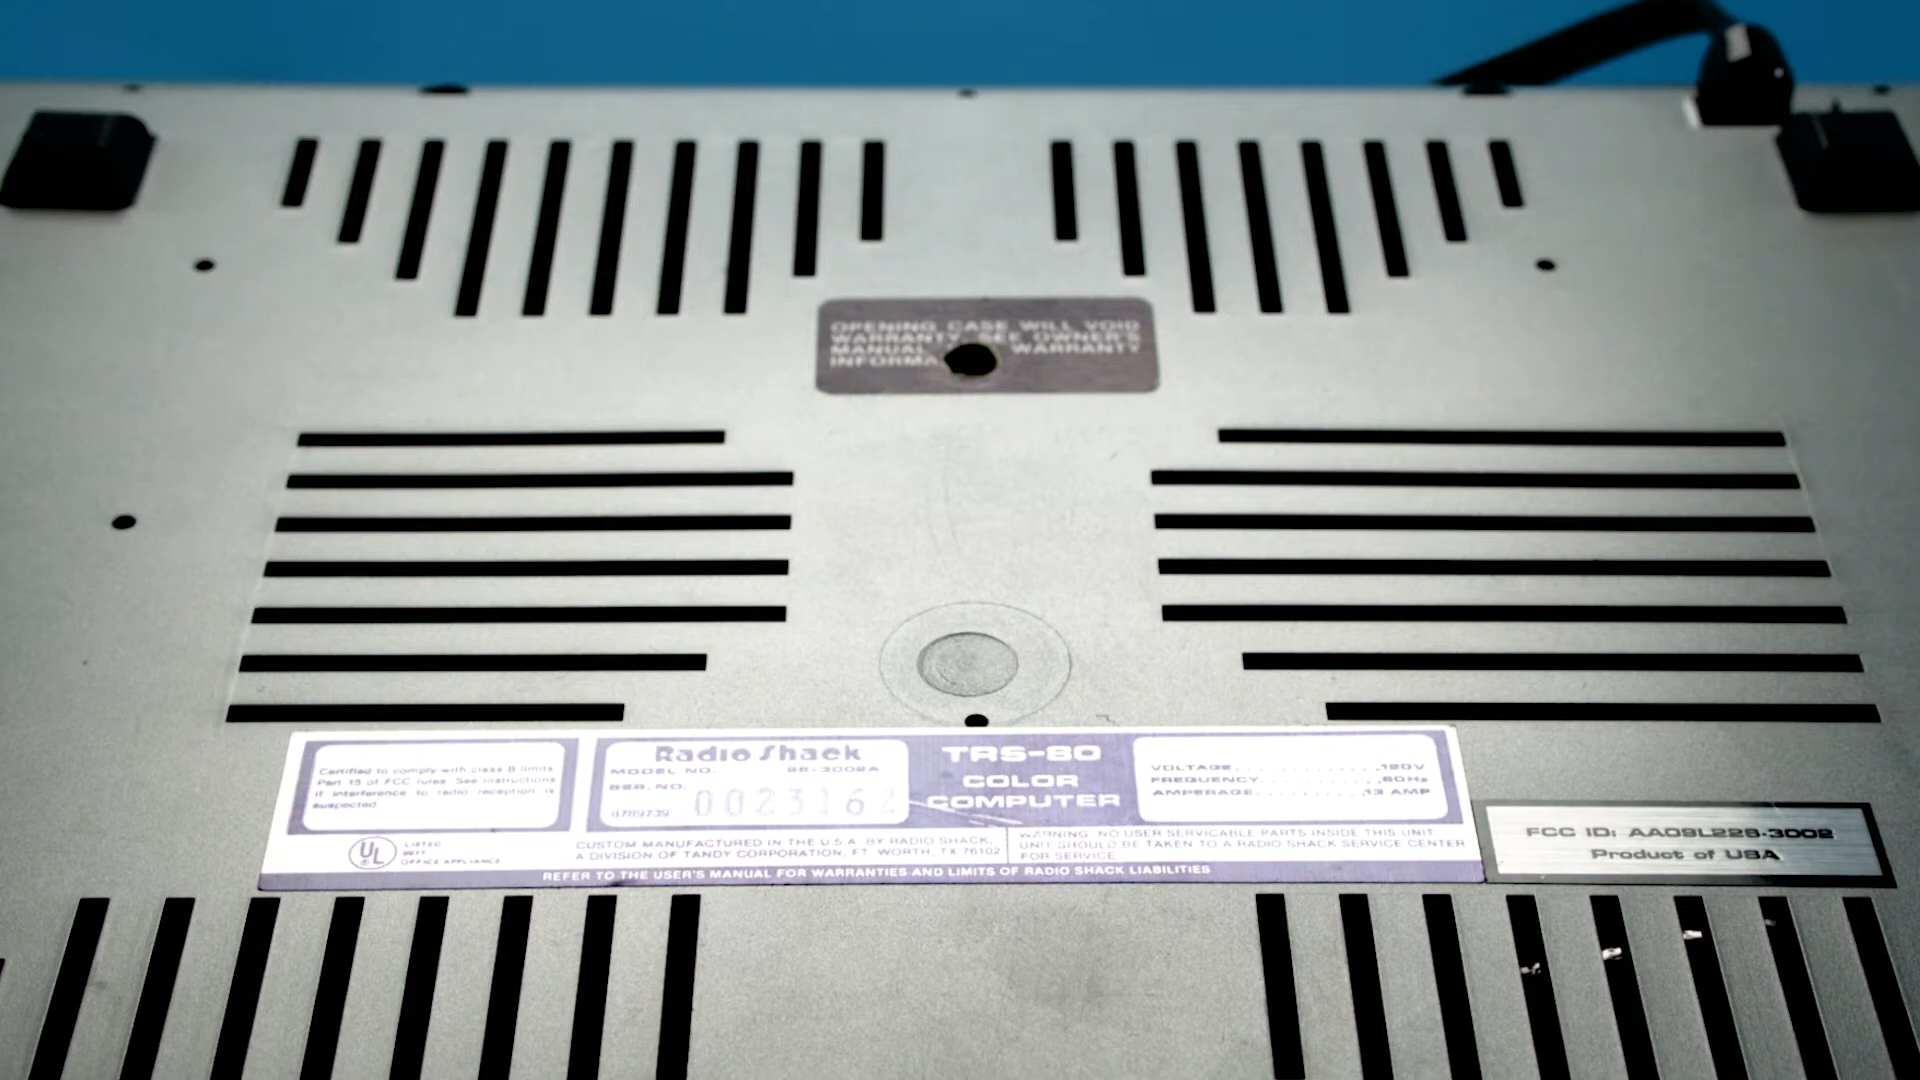 OPENING CASE WILL VOID
WARRANTY. SEE OWNER'S
MANUAL WARRANTY
INFORMA
Certified to comply with class B limits
Part 15 of FCC rules. See instructions
if interference to radio reception is
suspected.
UL
LISTED
OFFICE APPLIANCE
Radio Shack
MODEL NO. 26-3002A
SER. NO.
8789739 0023162
TRS-80
COLOR
COMPUTER
VOLTAGE............120V
FREQUENCY............60Hz
AMPERAGE............13 AMP
CUSTOM MANUFACTURED IN THE U.S.A. BY RADIO SHACK,
A DIVISION OF TANDY CORPORATION, FT. WORTH, TX 76102
WARNING: NO USER SERVICABLE PARTS INSIDE THIS UNIT.
UNIT SHOULD BE TAKEN TO A RADIO SHACK SERVICE CENTER
FOR SERVICE.
REFER TO THE USER'S MANUAL FOR WARRANTIES AND LIMITS OF RADIO SHACK LIABILITIES
FCC ID: AAO9L226-3002
Product of USA